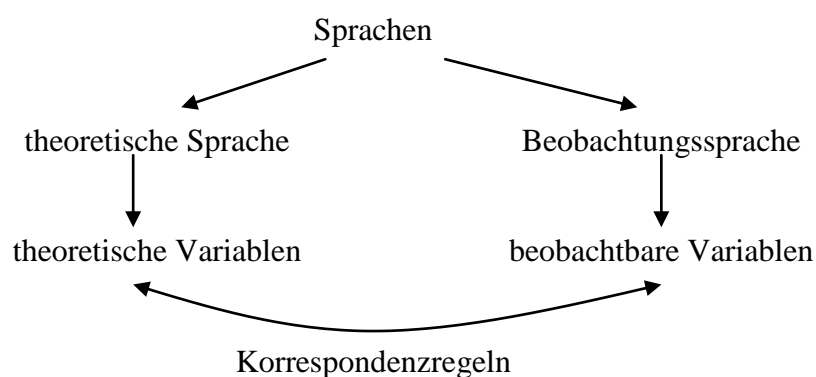 Sprachen
theoretische Sprache Beobachtungssprache
theoretische Variablen beobachtbare Variablen
Korrespondenzregeln